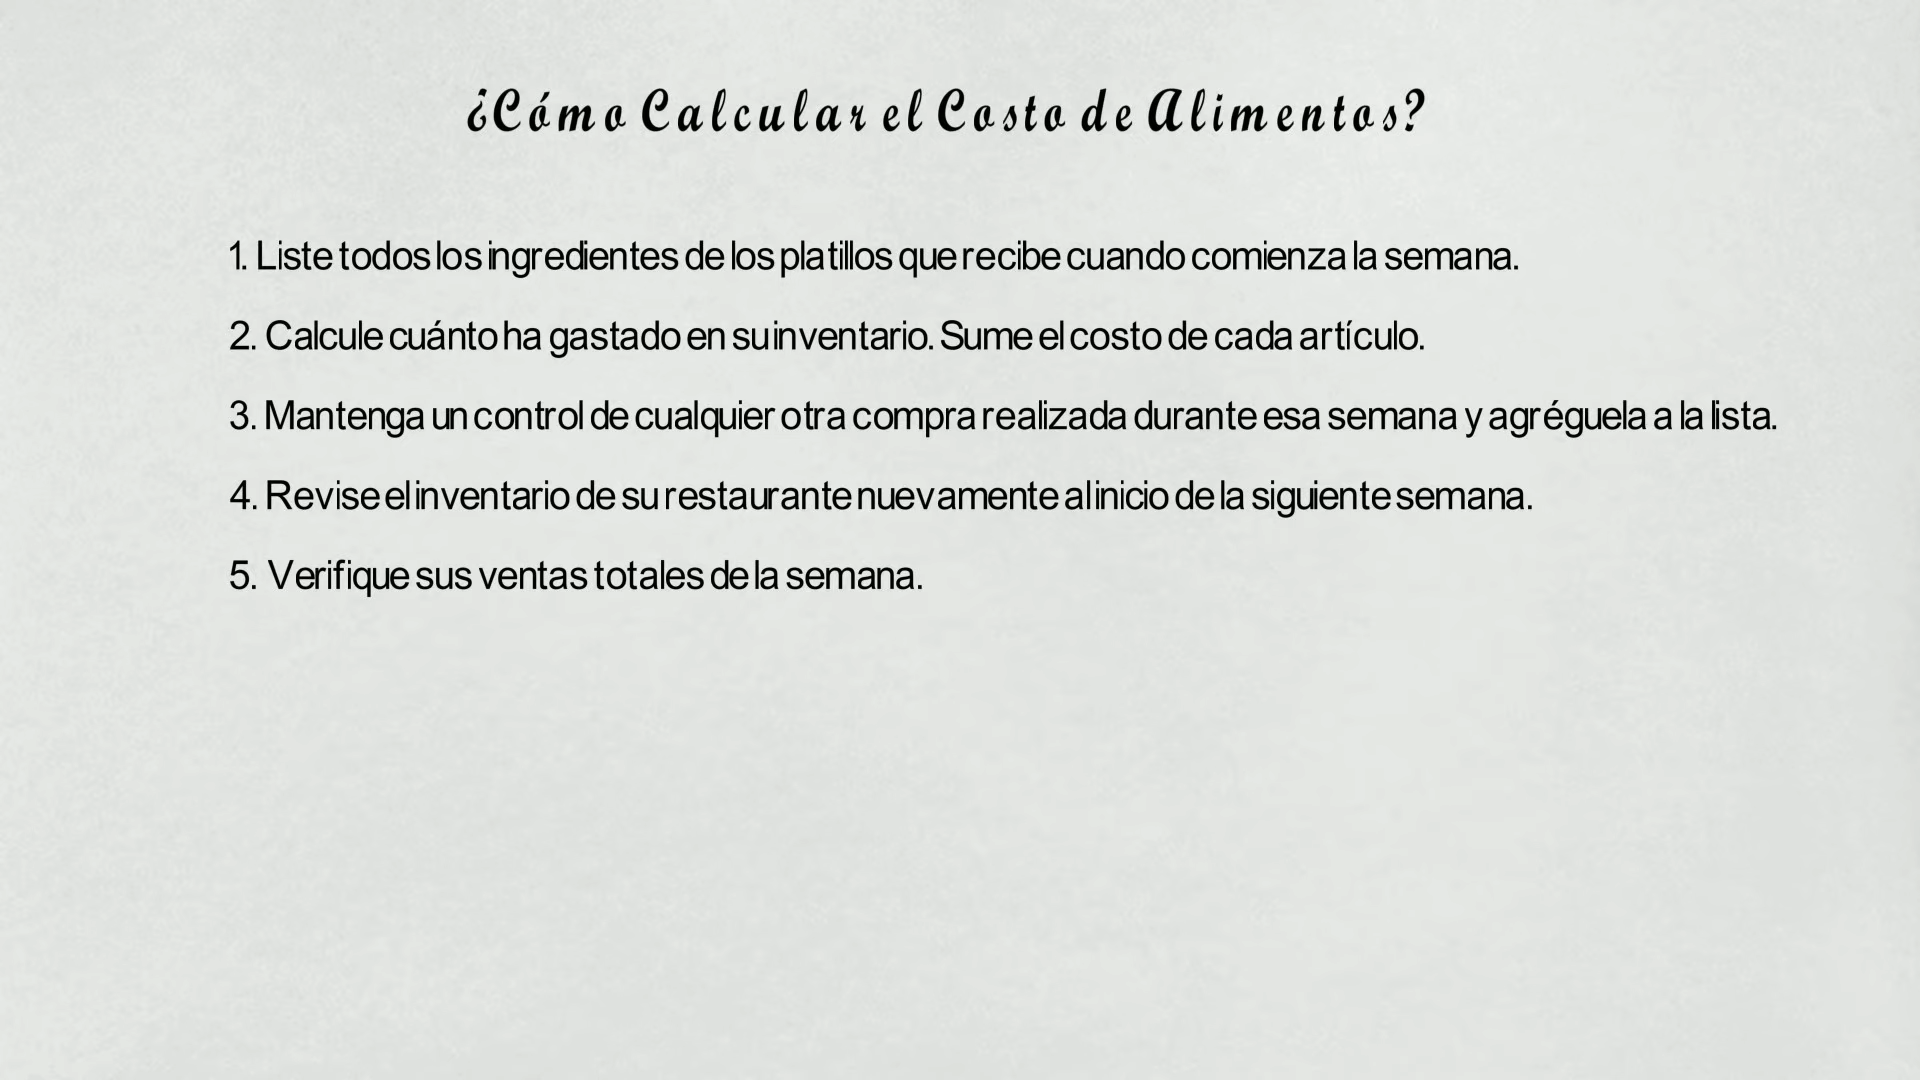 ¿Cómo Calcular el Costo de Alimentos?
1. Liste todos los ingredientes de los platillos que recibe cuando comienza la semana.
2. Calcule cuánto ha gastado en su inventario. Sume el costo de cada artículo.
3. Mantenga un control de cualquier otra compra realizada durante esa semana y agréguela a la lista.
4. Revise el inventario de su restaurante nuevamente al inicio de la siguiente semana.
5. Verifique sus ventas totales de la semana.